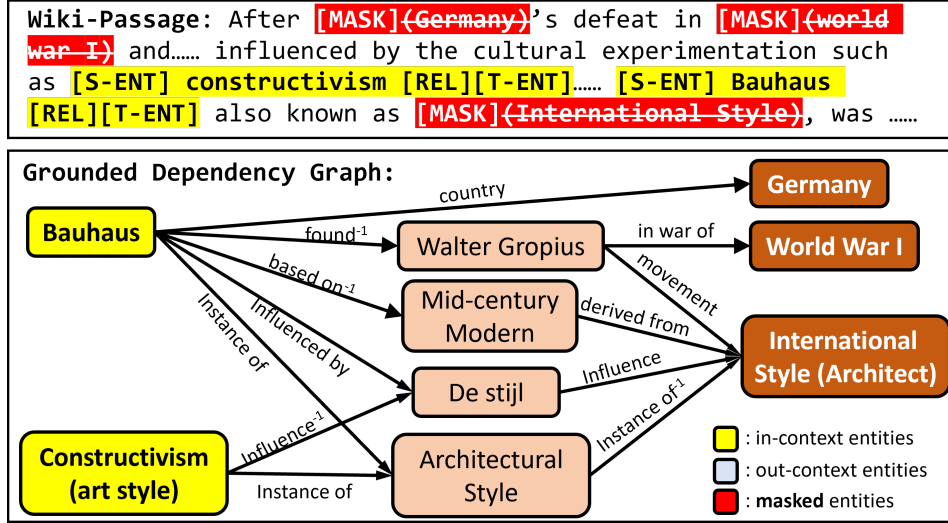 Wiki-Passage: After [MASK](Germany)'s defeat in [MASK](world
war I) and…… influenced by the cultural experimentation such
as [S-ENT] constructivism [REL][T-ENT]…… [S-ENT] Bauhaus
[REL][T-ENT] also known as [MASK](International Style), was ……
Grounded Dependency Graph:
country
Germany
Bauhaus
found-1
Walter Gropius
in war of
World War I
based on-1
movement
Mid-century
Modern
derived from
Instance of
Influenced by
International
Style (Architect)
Influence
De stijl
Influence-1
Instance of-1
Constructivism
(art style)
Instance of
Architectural
Style
: in-context entities
: out-context entities
: masked entities